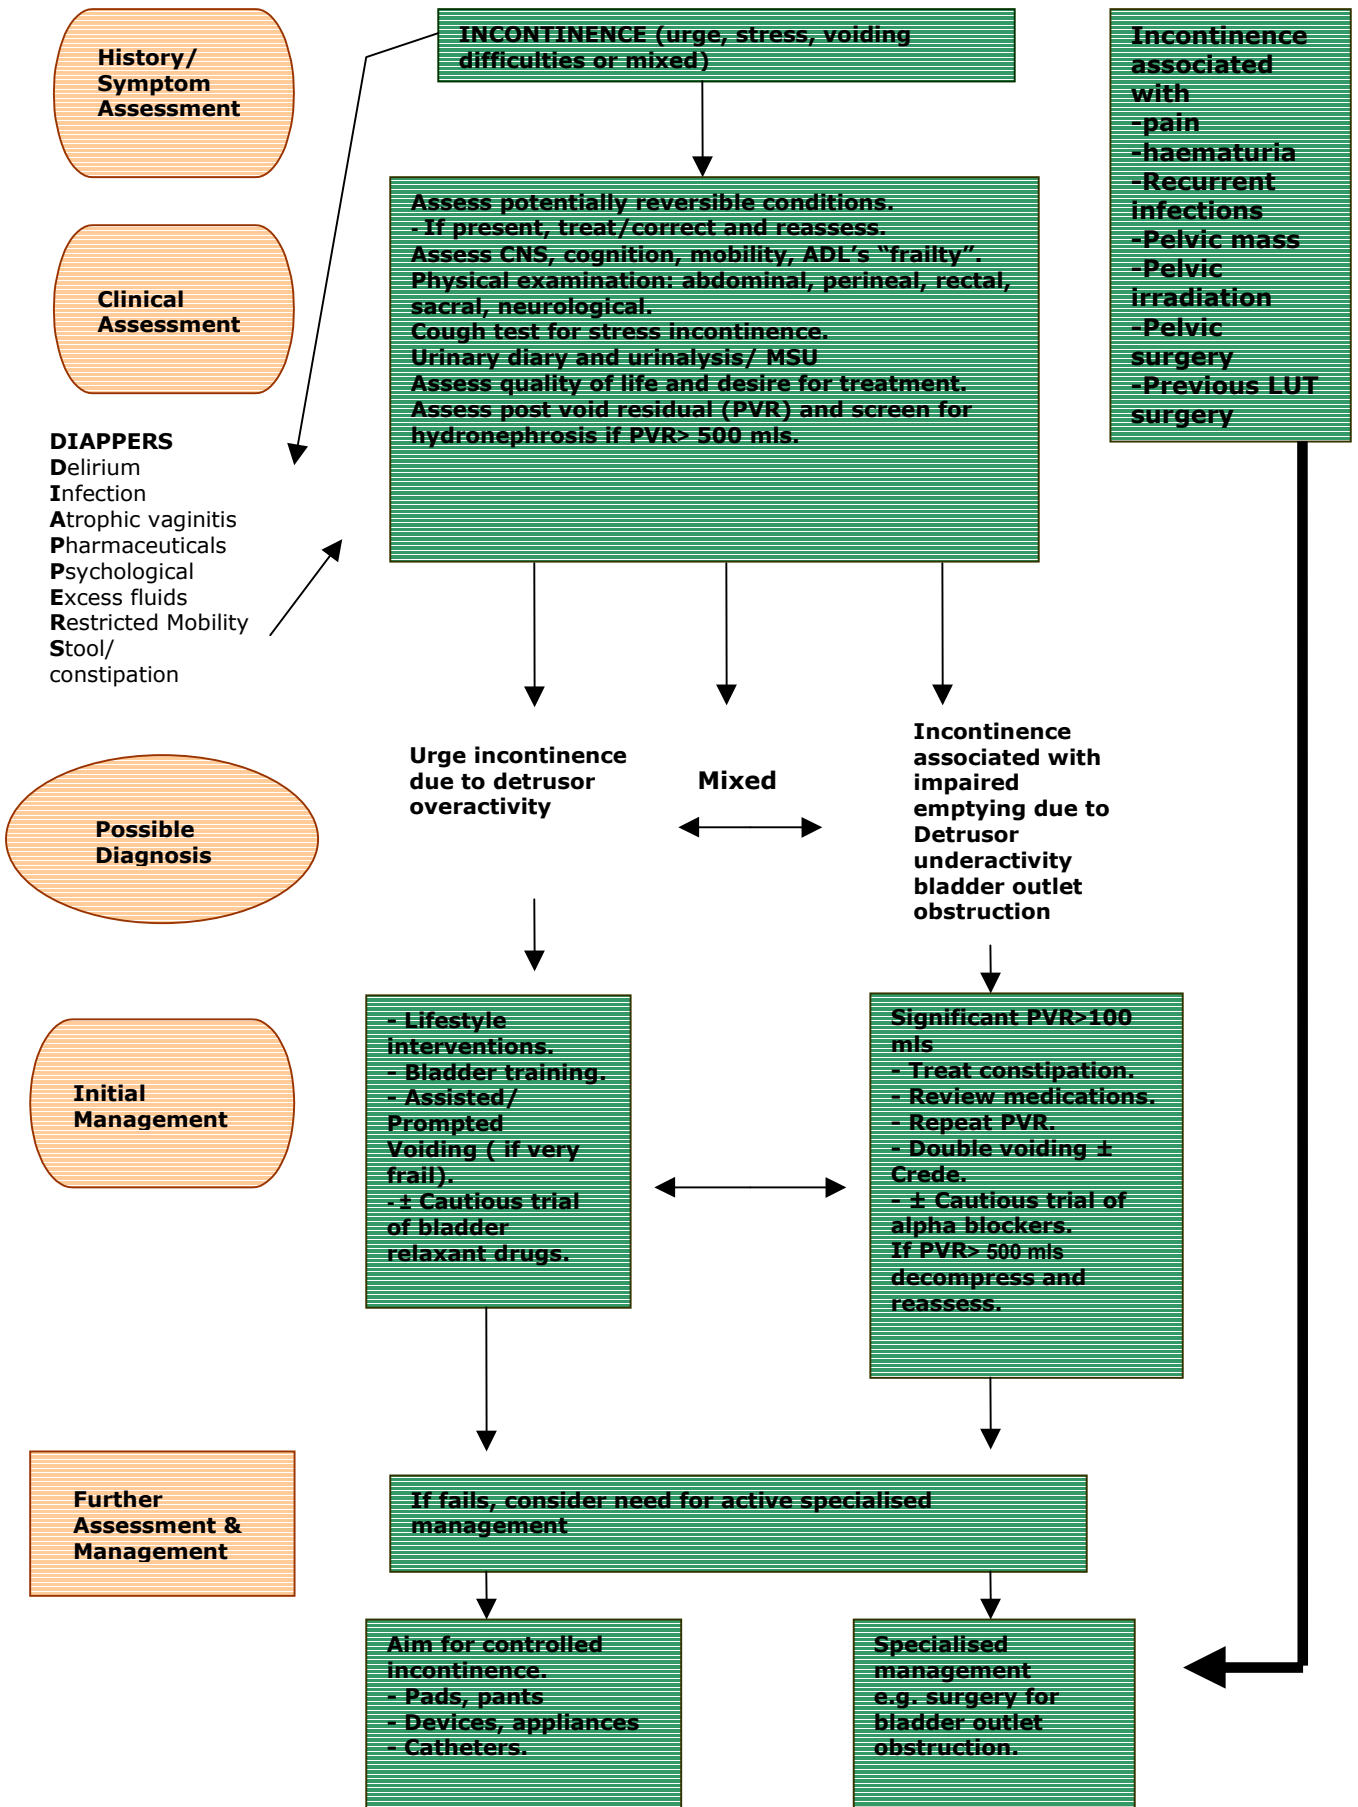 History/
Symptom
Assessment
INCONTINENCE (urge, stress, voiding
difficulties or mixed)
Incontinence
associated
with
-pain
-haematuria
-Recurrent
infections
-Pelvic mass
-Pelvic
irradiation
-Pelvic
surgery
-Previous LUT
surgery
Clinical
Assessment
Assess potentially reversible conditions.
- If present, treat/correct and reassess.
Assess CNS, cognition, mobility, ADL's “frailty”.
Physical examination: abdominal, perineal, rectal,
sacral, neurological.
Cough test for stress incontinence.
Urinary diary and urinalysis/ MSU
Assess quality of life and desire for treatment.
Assess post void residual (PVR) and screen for
hydronephrosis if PVR> 500 mls.
DIAPPERS
Delirium
Infection
Atrophic vaginitis
Pharmaceuticals
Psychological
Excess fluids
Restricted Mobility
Stool/
constipation
Possible
Diagnosis
Urge incontinence
due to detrusor
overactivity
Mixed
Incontinence
associated with
impaired
emptying due to
Detrusor
underactivity
bladder outlet
obstruction
Initial
Management
- Lifestyle
interventions.
- Bladder training.
- Assisted/
Prompted
Voiding ( if very
frail).
- ± Cautious trial
of bladder
relaxant drugs.
Significant PVR>100
mls
- Treat constipation.
- Review medications.
- Repeat PVR.
- Double voiding ±
Crede.
- ± Cautious trial of
alpha blockers.
If PVR> 500 mls
decompress and
reassess.
Further
Assessment &
Management
If fails, consider need for active specialised
management
Aim for controlled
incontinence.
- Pads, pants
- Devices, appliances
- Catheters.
Specialised
management
e.g. surgery for
bladder outlet
obstruction.